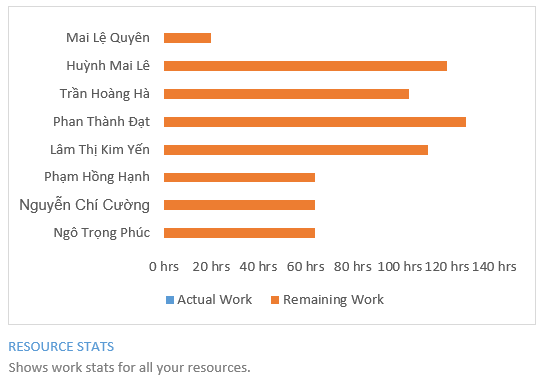 Mai Lệ Quyên
Huỳnh Mai Lê
Trần Hoàng Hà
Phan Thành Đạt
Lâm Thị Kim Yến
Phạm Hồng Hạnh
Nguyễn Chí Cường
Ngô Trọng Phúc
0 hrs 20 hrs 40 hrs 60 hrs 80 hrs 100 hrs 120 hrs 140 hrs
Actual Work Remaining Work
RESOURCE STATS
Shows work stats for all your resources.